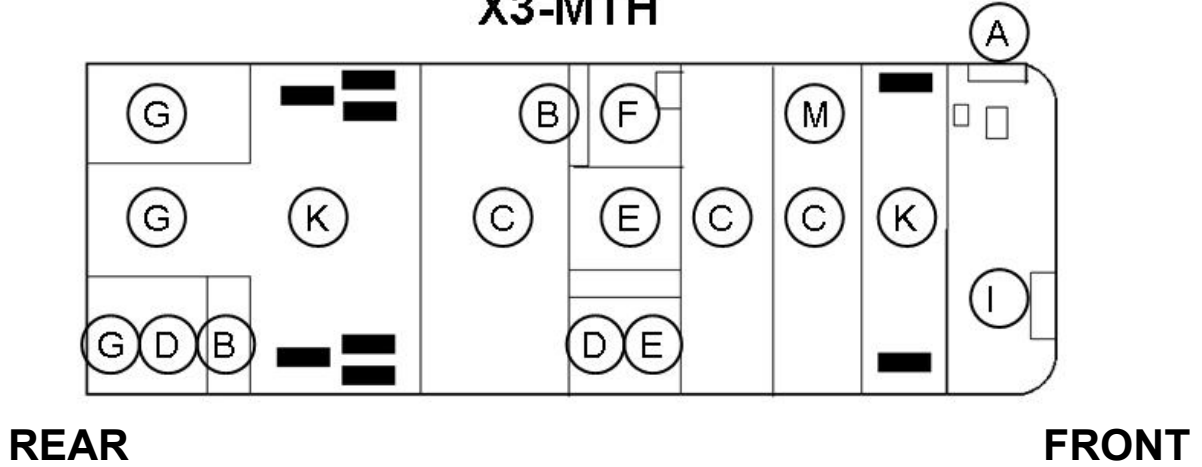 X3-MTH
A
G B F M
G K C E C C K
I
G D B D E
REAR FRONT